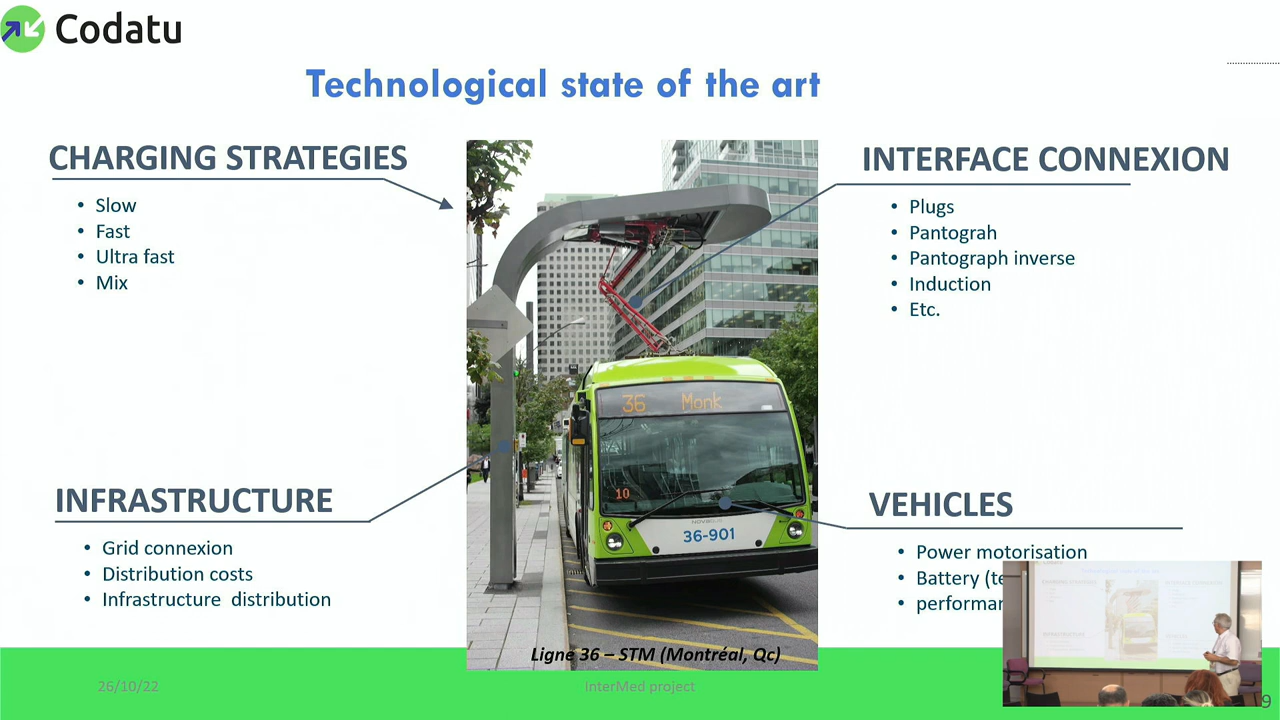 Codatu
Technological state of the art
CHARGING STRATEGIES
• Slow
• Fast
• Ultra fast
• Mix
INTERFACE CONNEXION
• Plugs
• Pantograh
• Pantograph inverse
• Induction
• Etc.
36 Monk
10
NOVABUS
36-901
INFRASTRUCTURE
• Grid connexion
• Distribution costs
• Infrastructure distribution
VEHICLES
• Power motorisation
• Battery
•
Ligne 36 – STM (Montréal, Qc)
26/10/22
InterMed project
9